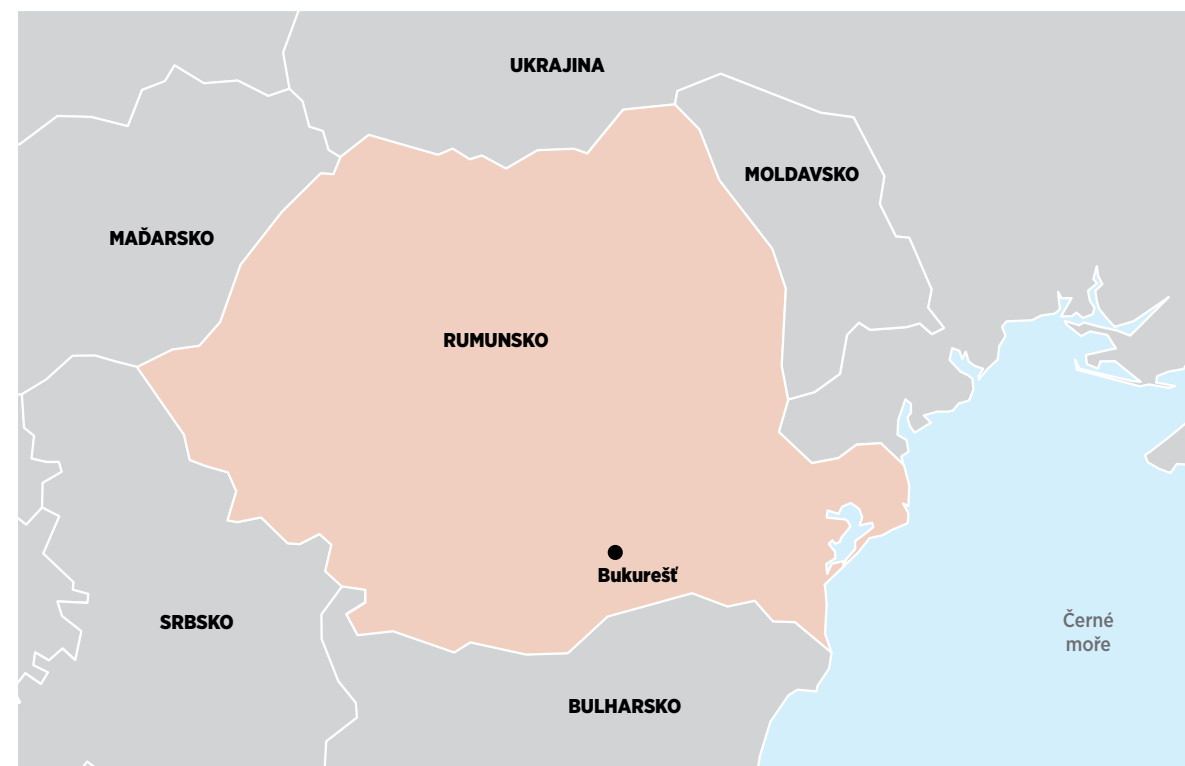 UKRAJINA
MOLDAVSKO
MAĎARSKO
RUMUNSKO
Bukurešť
SRBSKO
Černé
moře
BULHARSKO